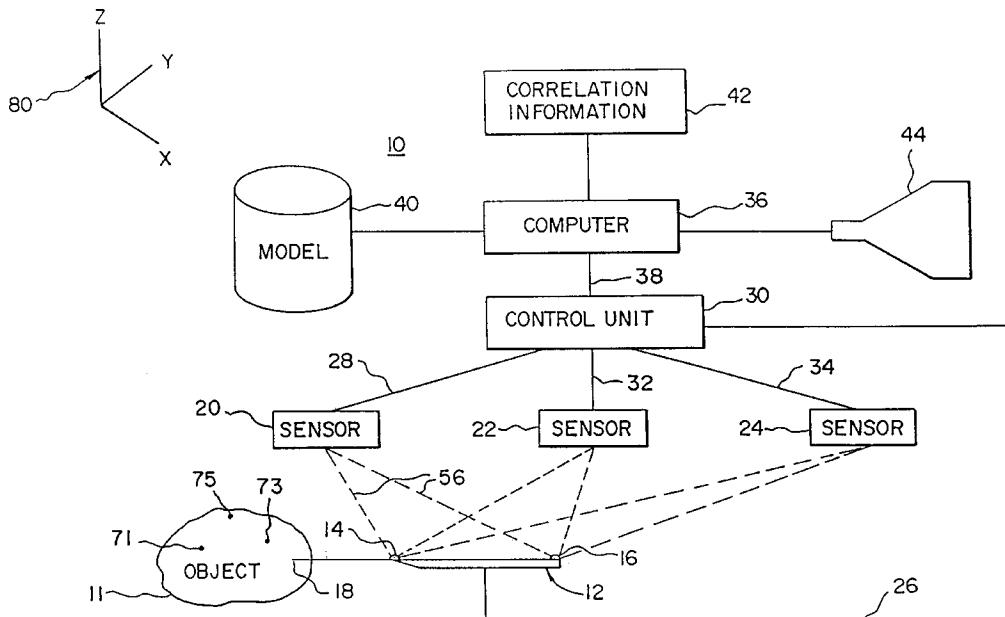 Z
Y
80
X
CORRELATION
INFORMATION
42
10
44
40
MODEL
COMPUTER
36
38
30
CONTROL UNIT
28
32
34
20
SENSOR
22
SENSOR
24
SENSOR
56
75
73
14
16
71
OBJECT
11
18
12
26